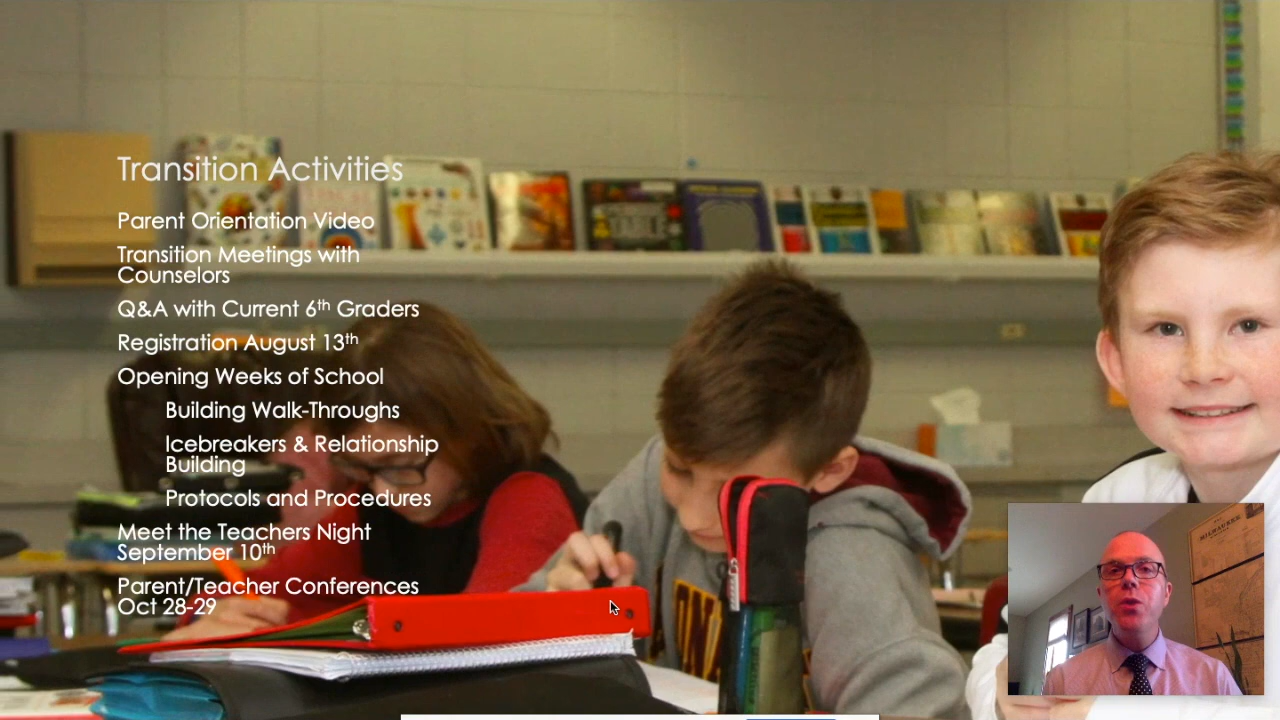 Transition Activities
Parent Orientation Video
Transition Meetings with
Counselors
Q&A with Current 6th Graders
Registration August 13th
Opening Weeks of School
Building Walk-Throughs
Icebreakers & Relationship
Building
Protocols and Procedures
Meet the Teachers Night
September 10th
Parent/Teacher Conferences
Oct 28-29
MILWAUKEE